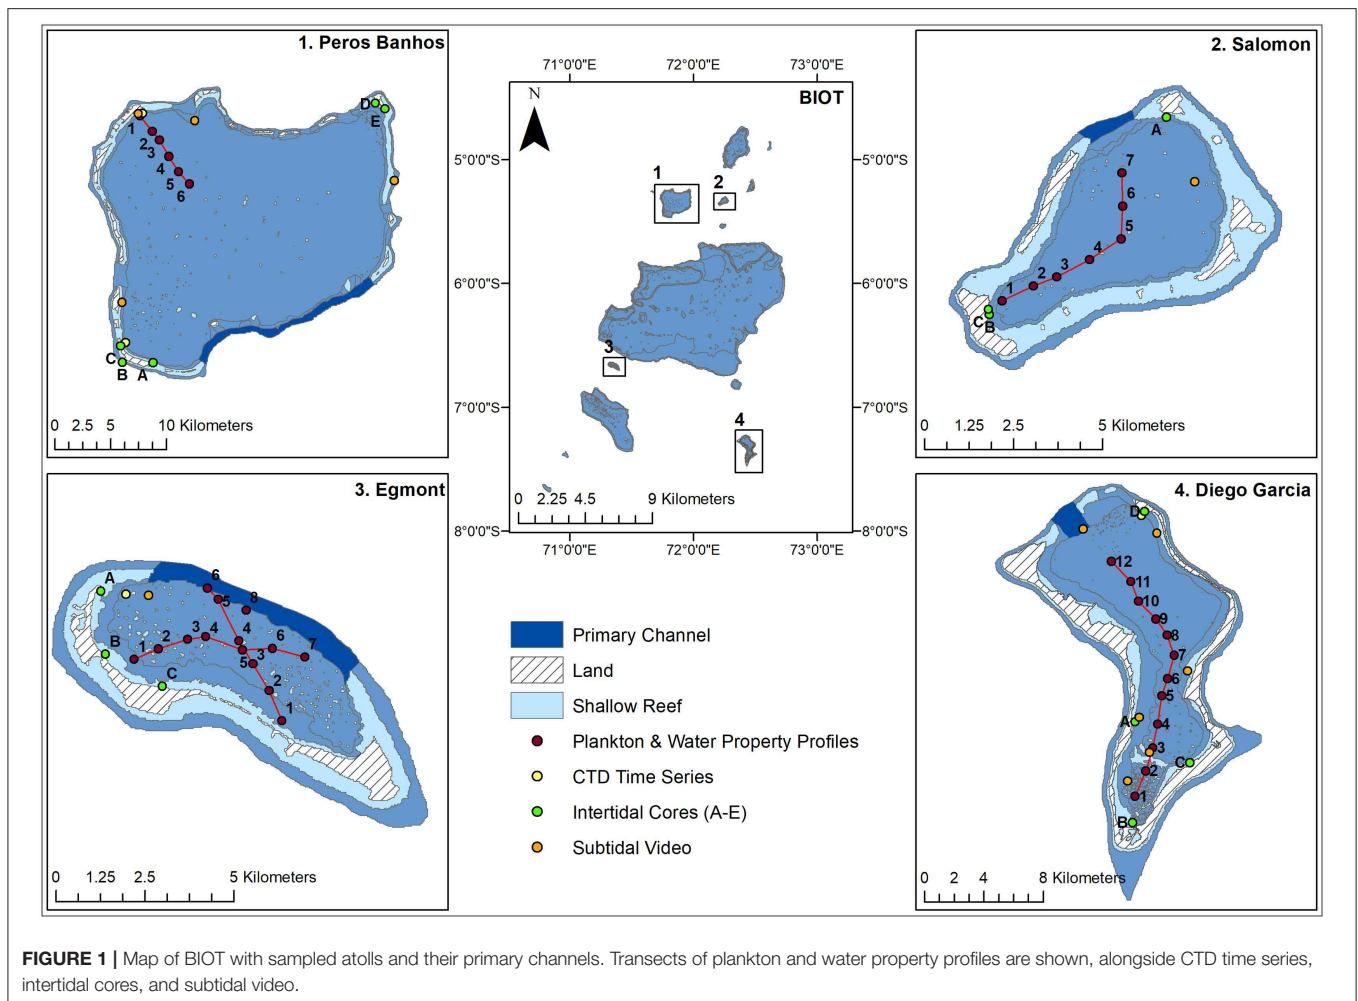 1. Peros Banhos
D
E
1
2
3
4
5
6
C
B
A
0 2.5 5 10 Kilometers
71°0'0"E 72°0'0"E 73°0'0"E
BIOT
N
5°0'0"S 5°0'0"S
1
2
6°0'0"S 6°0'0"S
3
7°0'0"S 7°0'0"S
4
0 2.25 4.5 9 Kilometers
8°0'0"S 8°0'0"S
71°0'0"E 72°0'0"E 73°0'0"E
2. Salomon
A
7
6
5
4
3
2
1
C
B
0 1.25 2.5 5 Kilometers
3. Egmont
A
6
5
8
B
1
2
3
4
4
6
7
5
3
C
2
1
0 1.25 2.5 5 Kilometers
Primary Channel
Land
Shallow Reef
Plankton & Water Property Profiles
CTD Time Series
Intertidal Cores (A-E)
Subtidal Video
4. Diego Garcia
D
12
11
10
9
8
7
6
5
A
4
3
C
2
1
B
0 2 4 8 Kilometers
FIGURE 1 | Map of BIOT with sampled atolls and their primary channels. Transects of plankton and water property profiles are shown, alongside CTD time series,
intertidal cores, and subtidal video.